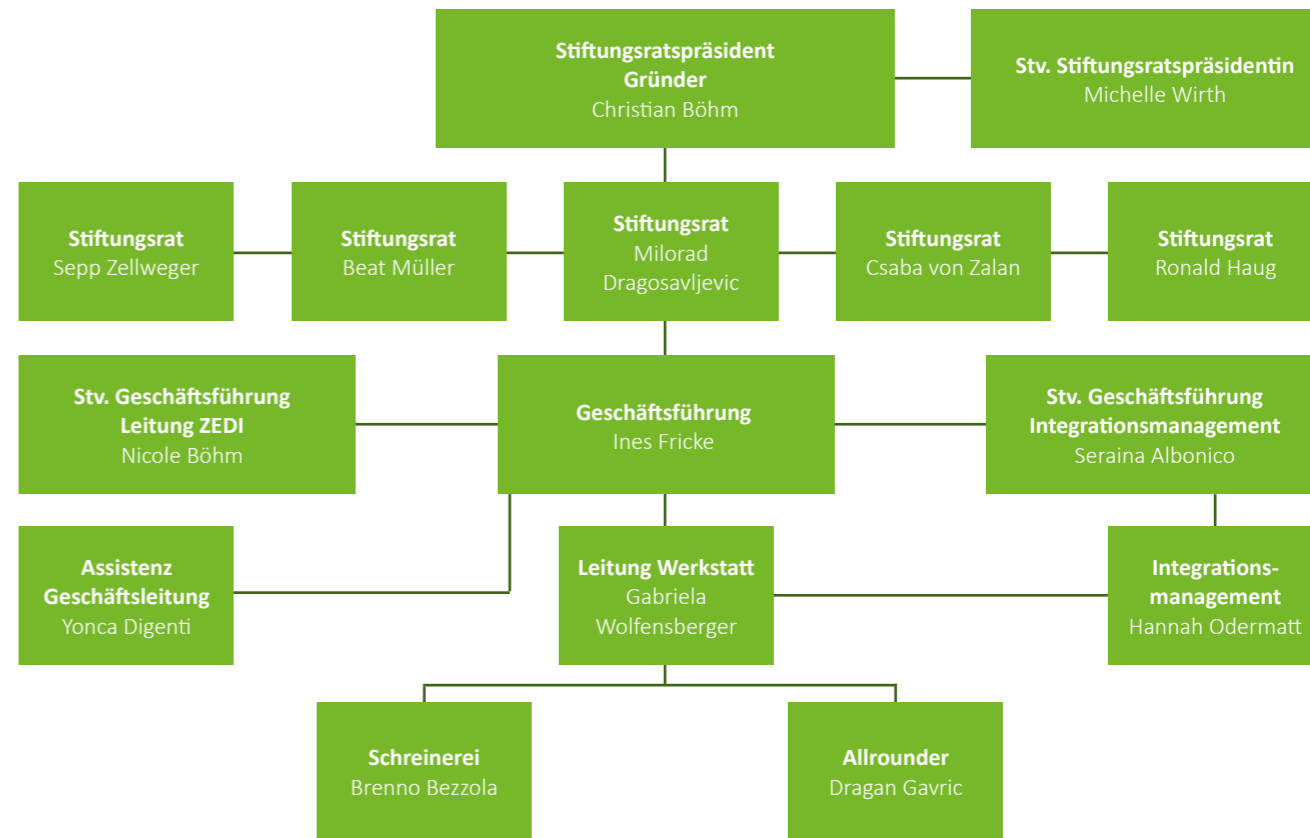 Stiftungsratspräsident
Gründer
Christian Böhm
Stv. Stiftungsratspräsidentin
Michelle Wirth
Stiftungsrat
Sepp Zellweger
Stiftungsrat
Beat Müller
Stiftungsrat
Milorad
Dragosavljevic
Stiftungsrat
Csaba von Zalan
Stiftungsrat
Ronald Haug
Stv. Geschäftsführung
Leitung ZEDI
Nicole Böhm
Geschäftsführung
Ines Fricke
Stv. Geschäftsführung
Integrationsmanagement
Seraina Albonico
Assistenz
Geschäftsleitung
Yonca Digenti
Leitung Werkstatt
Gabriela
Wolfensberger
Integrations-
management
Hannah Odermatt
Schreinerei
Brenno Bezzola
Allrounder
Dragan Gavric